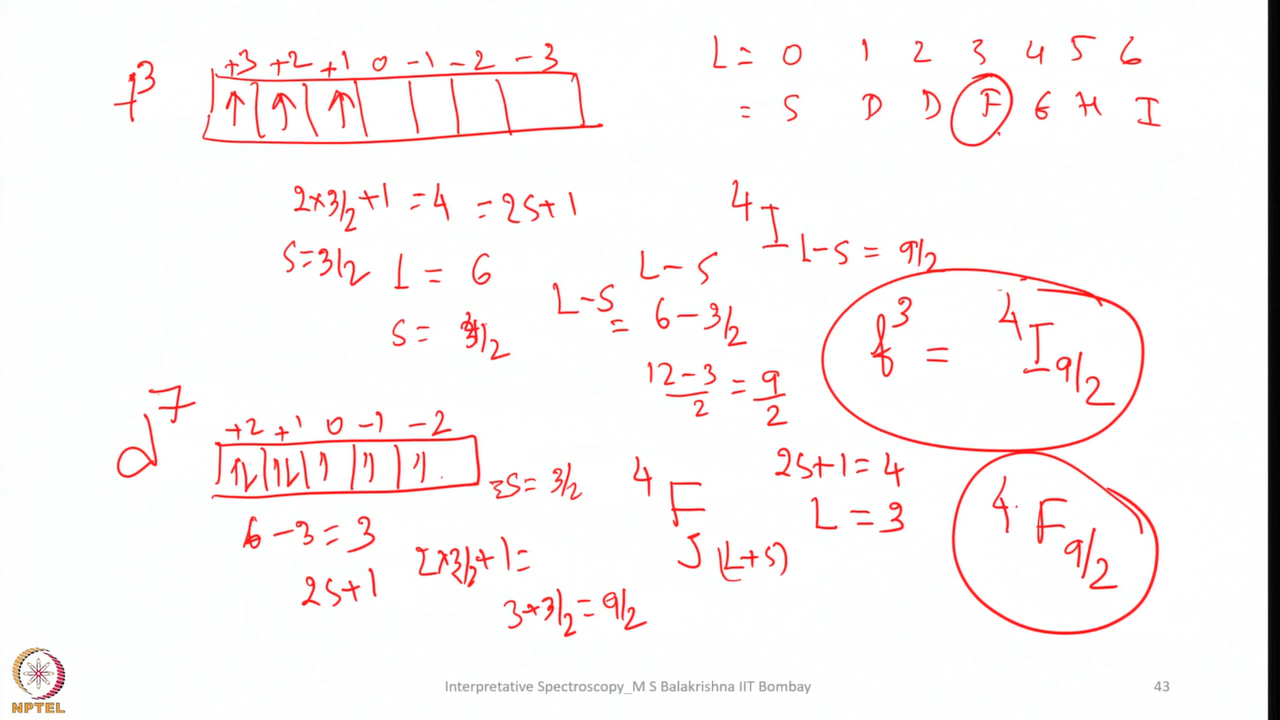 f³ +3 +2 +1 0 -1 -2 -3
↑ ↑ ↑
L = 0 1 2 3 4 5 6
= S D D F G H I
2×3/2+1 = 4 = 2S+1
S=3/2 L = 6
S = 3/2
⁴I L-S = 9/2
L-S
L-S = 6-3/2
12-3/2 = 9/2
f³ = ⁴I9/2
d⁷ +2 +1 0 -1 -2
↑↓ ↑↓ ↑ ↑ ↑
ΣS = 3/2
6-3=3
2S+1
2×3/2+1=
3+3/2=9/2
⁴F
J (L+S)
2S+1=4
L=3
⁴F9/2
NPTEL
Interpretative Spectroscopy_M S Balakrishna IIT Bombay
43